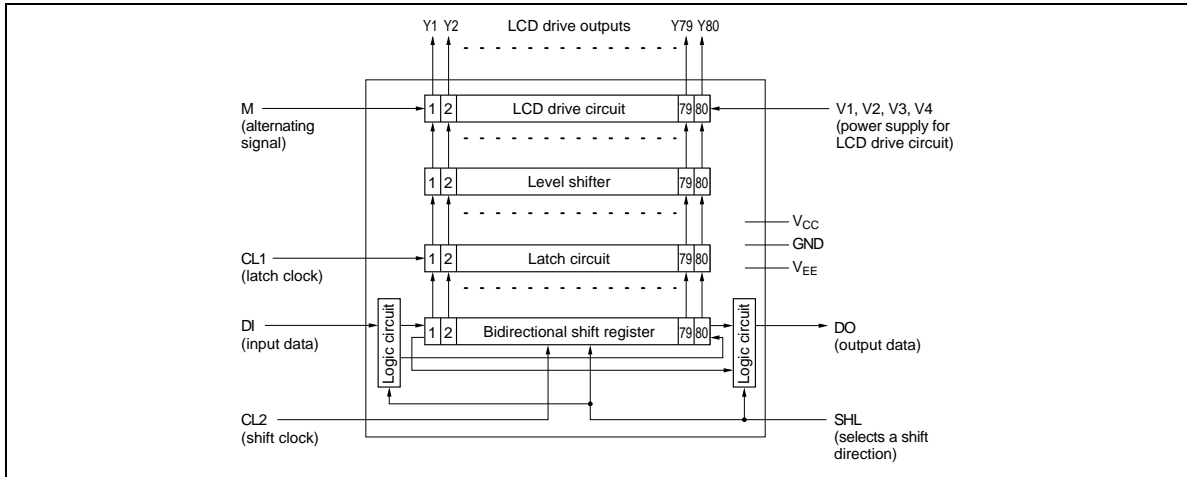 Y1 Y2 LCD drive outputs Y79 Y80
M
(alternating
signal)
1 2 LCD drive circuit 79 80
V1, V2, V3, V4
(power supply for
LCD drive circuit)
1 2 Level shifter 79 80
VCC
GND
VEE
CL1
(latch clock)
1 2 Latch circuit 79 80
DI
(input data)
Logic circuit
1 2 Bidirectional shift register 79 80
Logic circuit
DO
(output data)
CL2
(shift clock)
SHL
(selects a shift
direction)